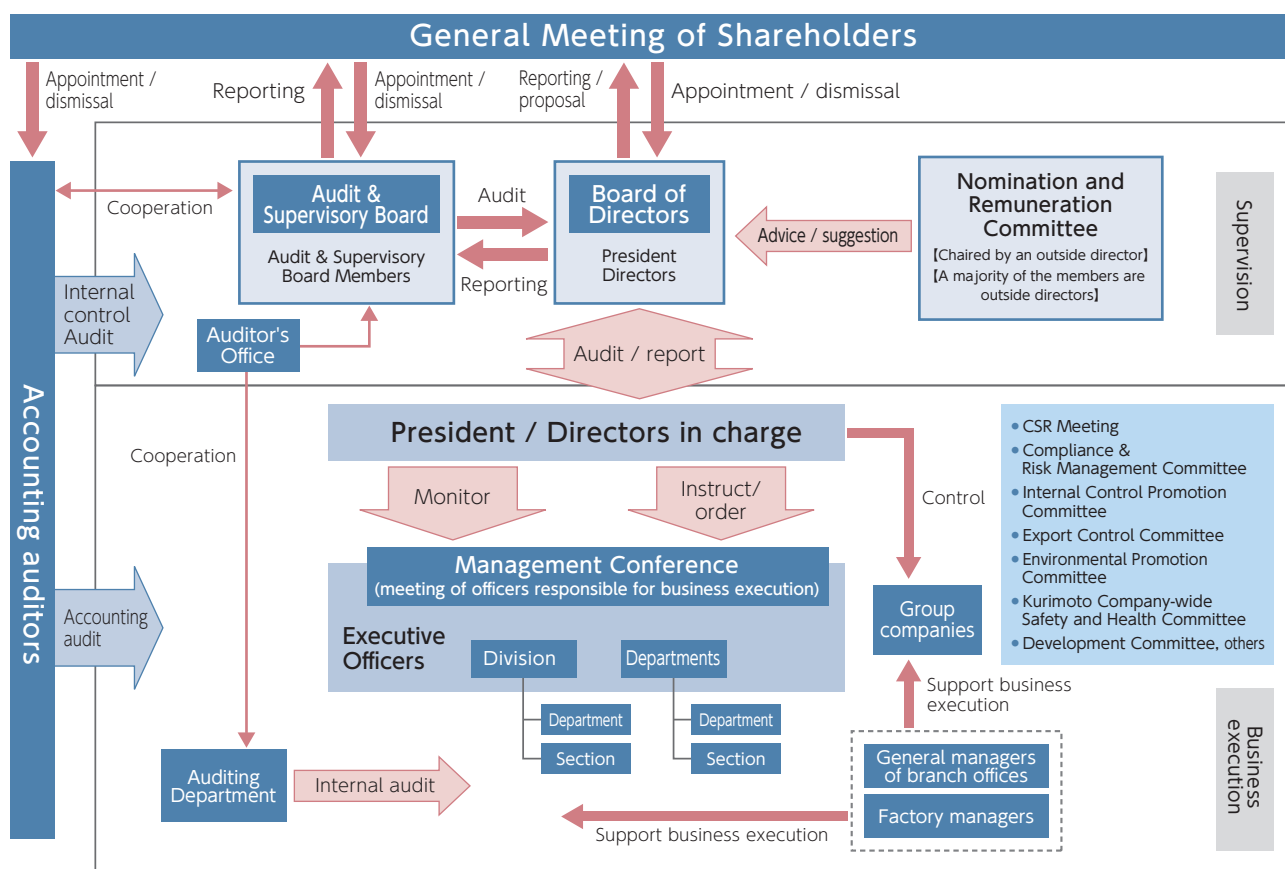 General Meeting of Shareholders
Appointment /
dismissal
Reporting
Appointment /
dismissal
Reporting /
proposal
Appointment / dismissal
Accounting auditors
Cooperation
Audit &
Supervisory Board
Audit & Supervisory
Board Members
Audit
Reporting
Board of
Directors
President
Directors
Advice / suggestion
Nomination and
Remuneration
Committee
【Chaired by an outside director】
【A majority of the members are
outside directors】
Supervision
Internal
control
Audit
Auditor's
Office
Audit / report
Cooperation
President / Directors in charge
Monitor
Instruct/
order
Control
• CSR Meeting
• Compliance &
Risk Management Committee
• Internal Control Promotion
Committee
• Export Control Committee
• Environmental Promotion
Committee
• Kurimoto Company-wide
Safety and Health Committee
• Development Committee, others
Management Conference
(meeting of officers responsible for business execution)
Executive
Officers
Division
Department
Section
Departments
Department
Section
Group
companies
Accounting
audit
Support business
execution
General managers
of branch offices
Factory managers
Business
execution
Auditing
Department
Internal audit
Support business execution